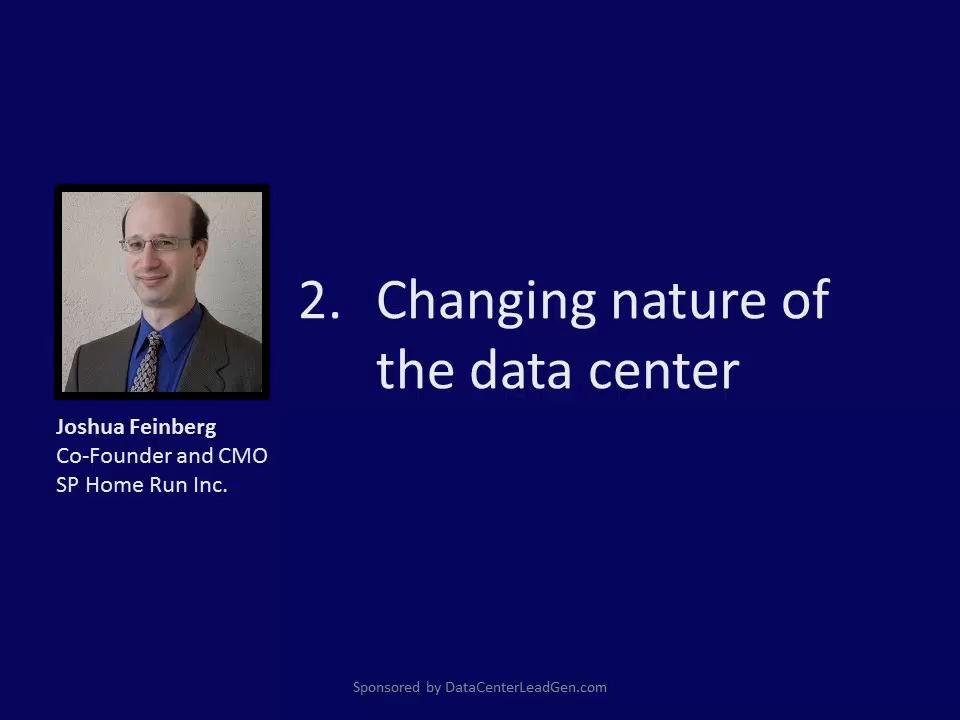 2. Changing nature of
the data center
Joshua Feinberg
Co-Founder and CMO
SP Home Run Inc.
Sponsored by DataCenterLeadGen.com